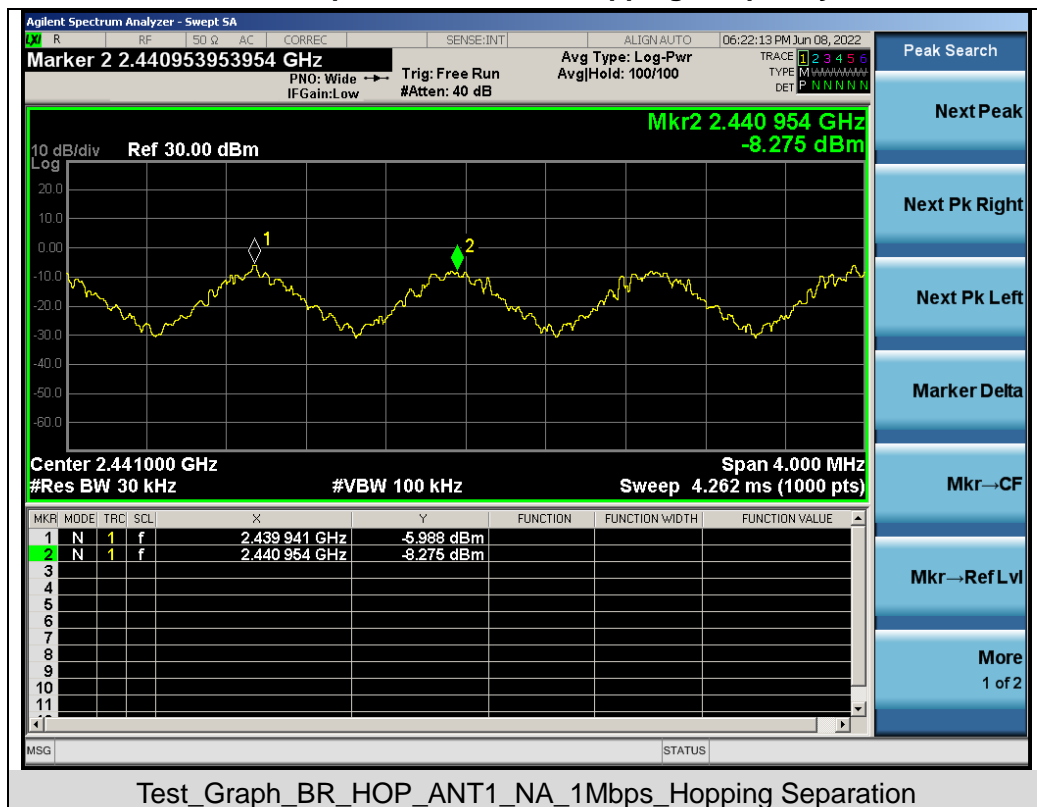 Agilent Spectrum Analyzer - Swept SA
LXI R RF 50 Ω AC CORREC SENSE:INT ALIGN AUTO 06:22:13 PM Jun 08, 2022
Marker 2 2.440953953954 GHz
PNO: Wide
IFGain:Low
Trig: Free Run
#Atten: 40 dB
Avg Type: Log-Pwr
Avg|Hold: 100/100
TRACE 1 2 3 4 5 6
TYPE M WWWWW
DET P N N N N N
Peak Search
Next Peak
Next Pk Right
Next Pk Left
Marker Delta
Mkr→CF
Mkr→Ref Lvl
More
1 of 2
Mkr2 2.440 954 GHz
-8.275 dBm
10 dB/div Ref 30.00 dBm
Log
20.0
10.0
0.00
-10.0
-20.0
-30.0
-40.0
-50.0
-60.0
1
2
Center 2.441000 GHz Span 4.000 MHz
#Res BW 30 kHz #VBW 100 kHz Sweep 4.262 ms (1000 pts)
MKR MODE TRC SCL X Y FUNCTION FUNCTION WIDTH FUNCTION VALUE
1 N 1 f 2.439 941 GHz -5.988 dBm
2 N 1 f 2.440 954 GHz -8.275 dBm
3
4
5
6
7
8
9
10
11
MSG STATUS
Test_Graph_BR_HOP_ANT1_NA_1Mbps_Hopping Separation